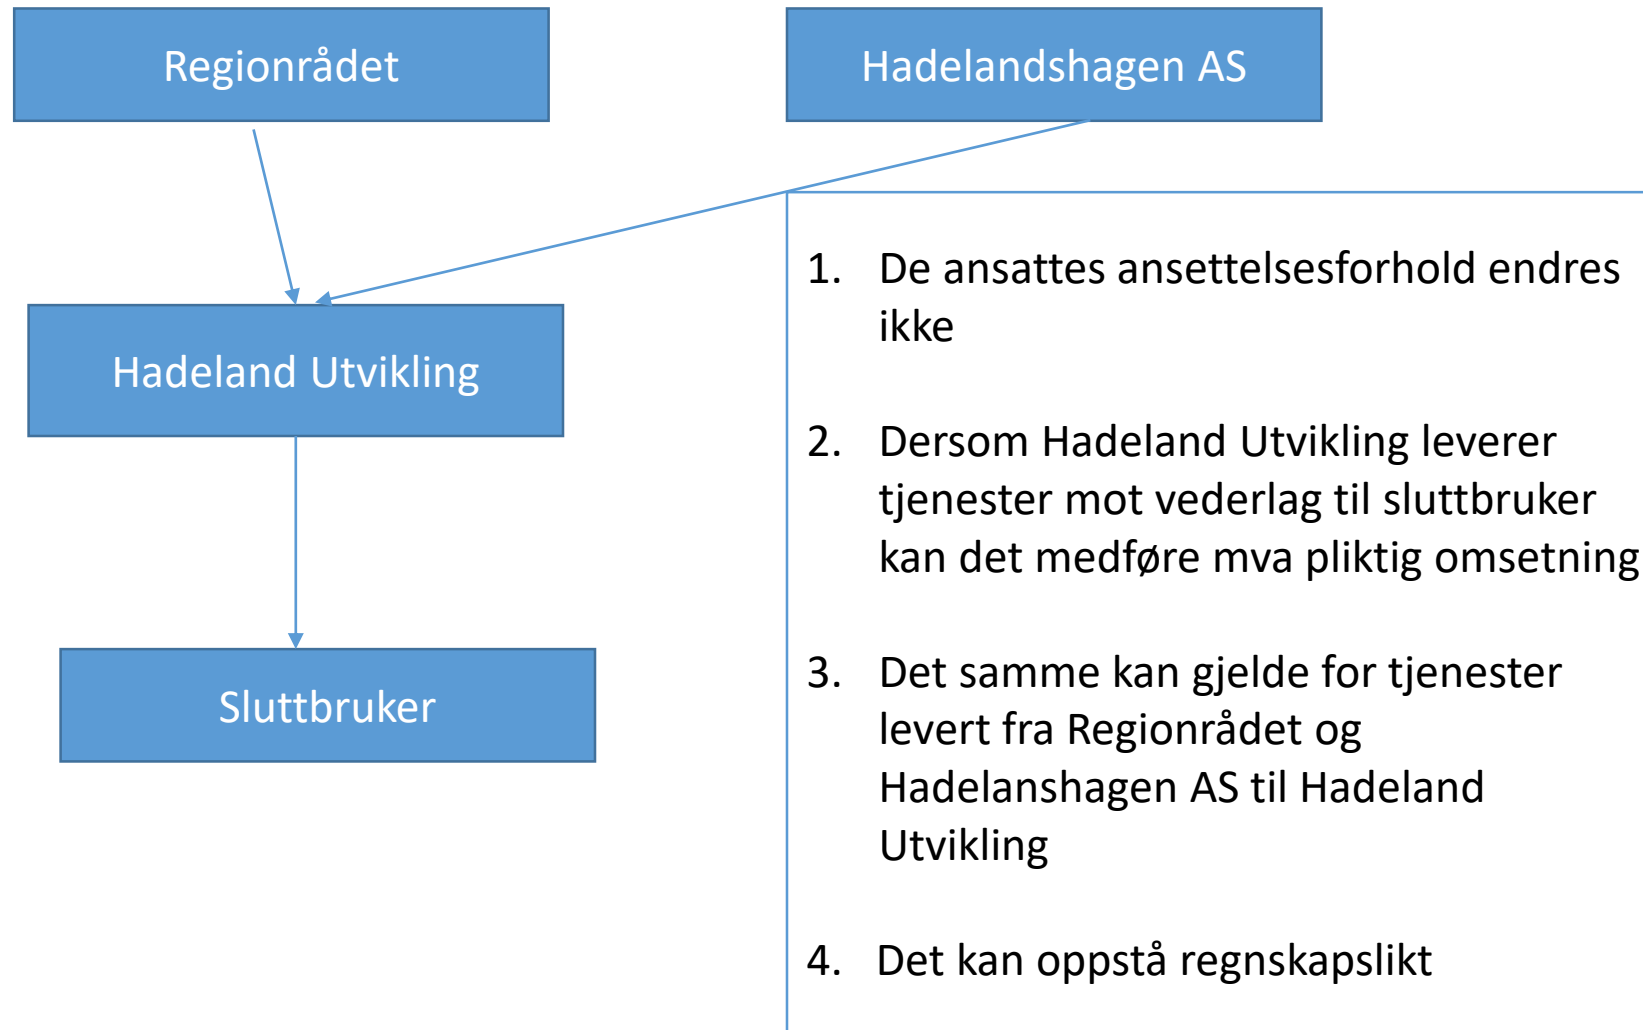 Regionrådet
Hadelandshagen AS
Hadeland Utvikling
Sluttbruker
1. De ansattes ansettelsesforhold endres
ikke
2. Dersom Hadeland Utvikling leverer
tjenester mot vederlag til sluttbruker
kan det medføre mva pliktig omsetning
3. Det samme kan gjelde for tjenester
levert fra Regionrådet og
Hadelanshagen AS til Hadeland
Utvikling
4. Det kan oppstå regnskapslikt